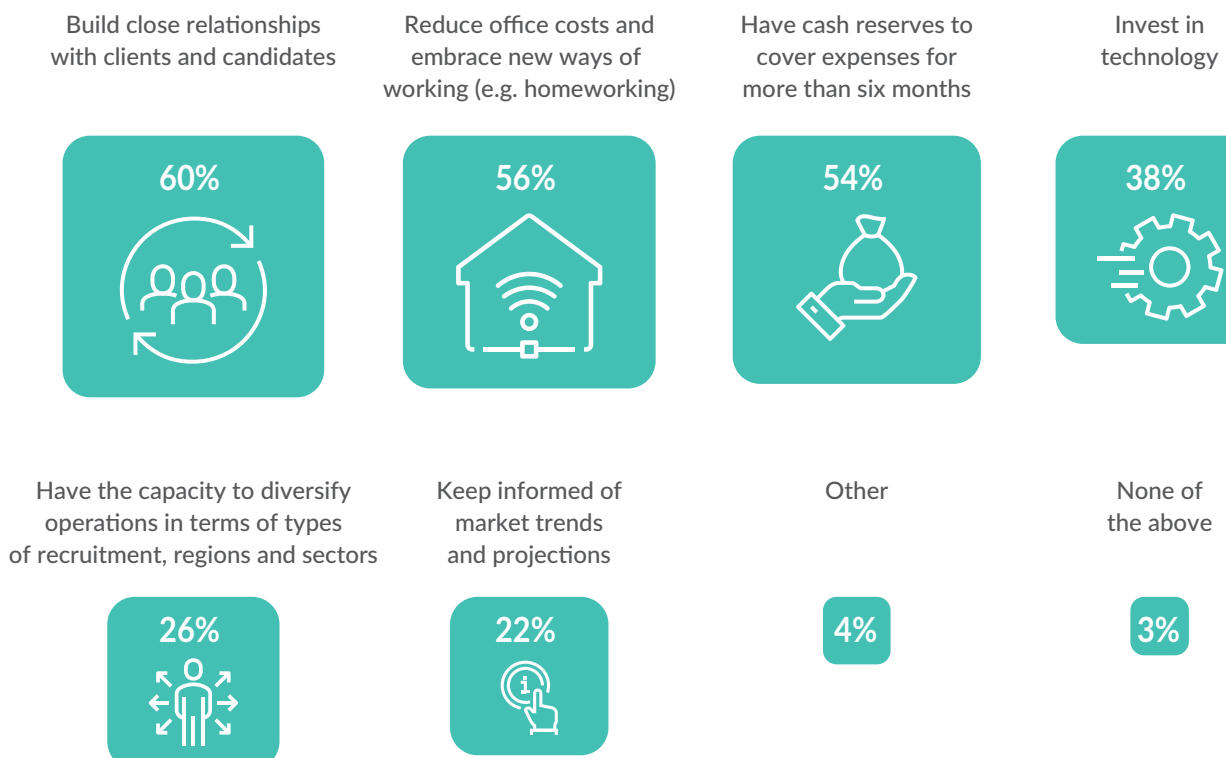 Build close relationships
with clients and candidates
60%
Reduce office costs and
embrace new ways of
working (e.g. homeworking)
56%
Have cash reserves to
cover expenses for
more than six months
54%
Invest in
technology
38%
Have the capacity to diversify
operations in terms of types
of recruitment, regions and sectors
26%
Keep informed of
market trends
and projections
22%
i
Other
4%
None of
the above
3%